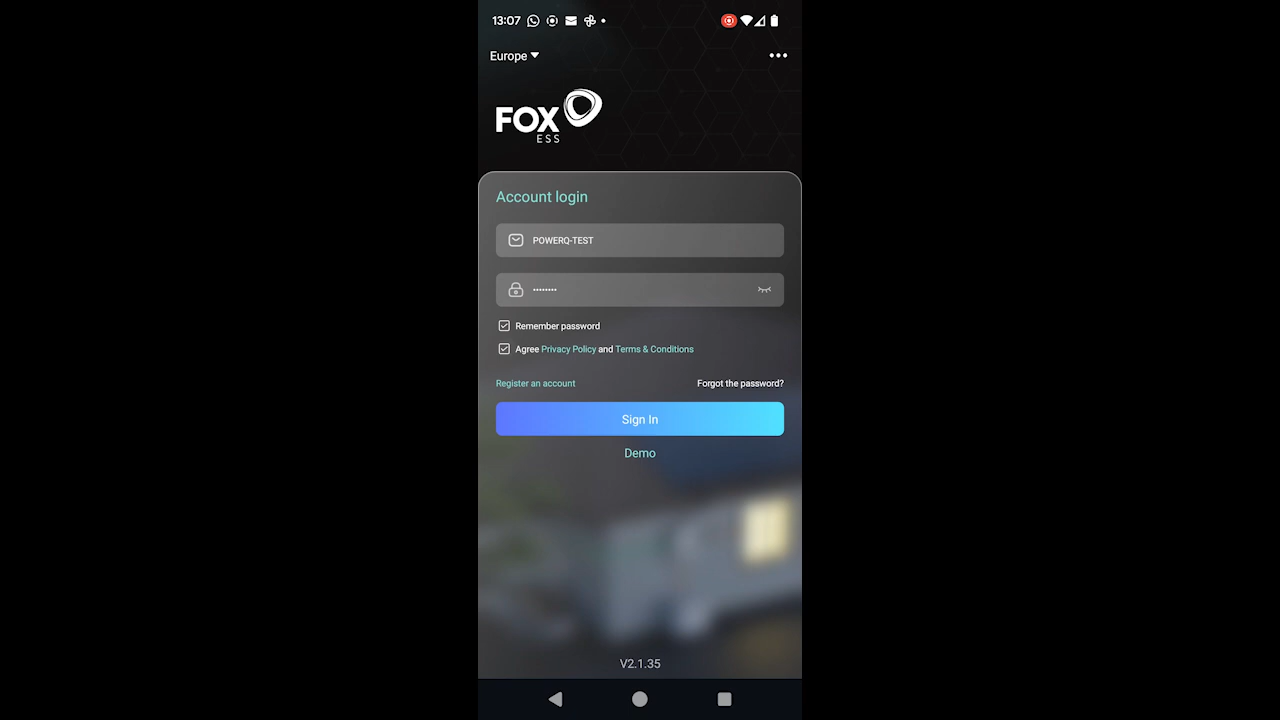 13:07
Europe
FOX
ESS
Account login
POWERQ-TEST
••••••••
Remember password
Agree Privacy Policy and Terms & Conditions
Register an account Forgot the password?
Sign In
Demo
V2.1.35